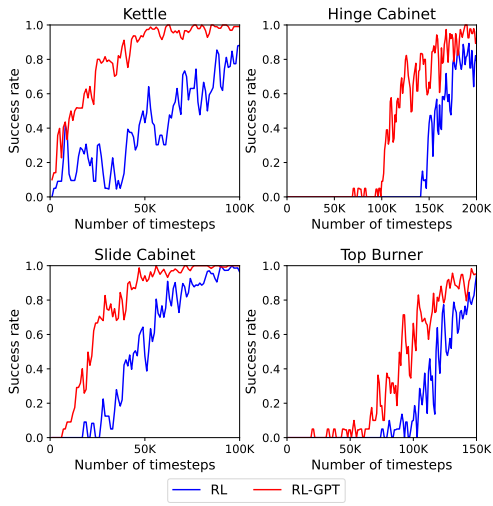 Kettle
Success rate
1.0
0.8
0.6
0.4
0.2
0.0
0 50K 100K
Number of timesteps
Hinge Cabinet
Success rate
1.0
0.8
0.6
0.4
0.2
0.0
0 50K 100K 150K 200K
Number of timesteps
Slide Cabinet
Success rate
1.0
0.8
0.6
0.4
0.2
0.0
0 50K 100K
Number of timesteps
Top Burner
Success rate
1.0
0.8
0.6
0.4
0.2
0.0
0 50K 100K 150K
Number of timesteps
RL RL-GPT